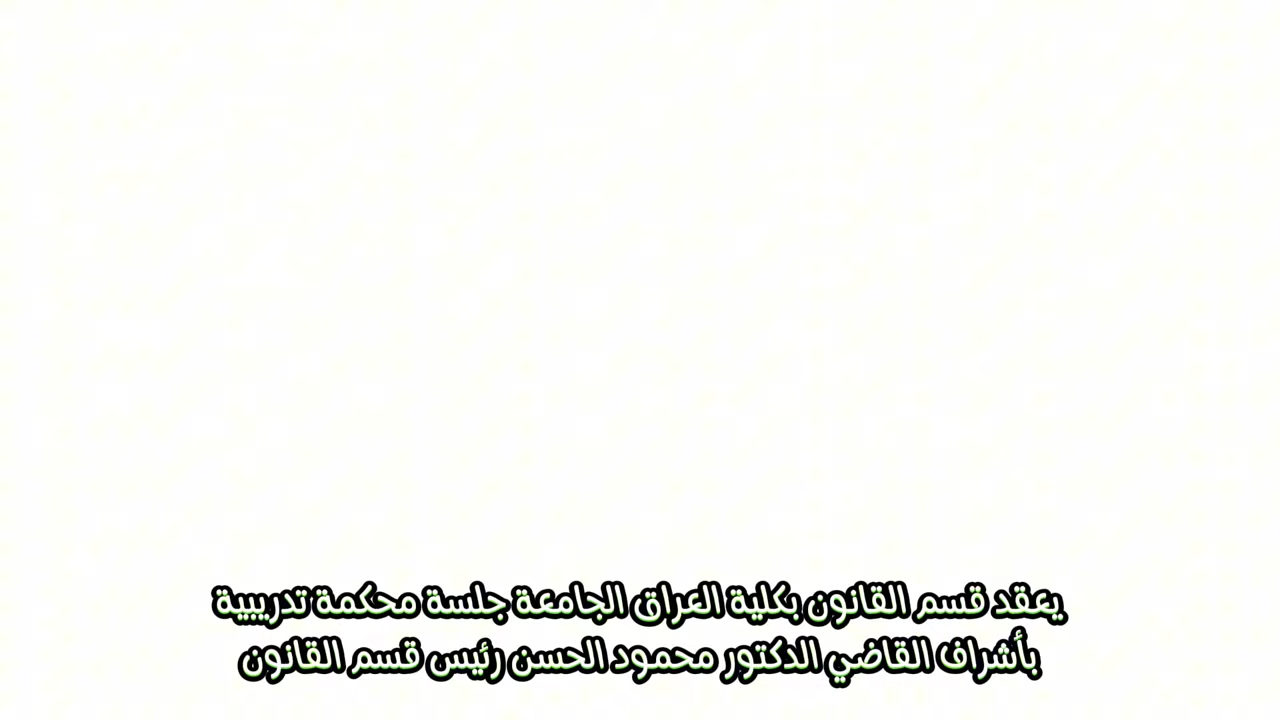 يعقد قسم القانون بكلية العراق الجامعة جلسة محكمة تدريبية
بأشراف القاضي الدكتور محمود الحسن رئيس قسم القانون